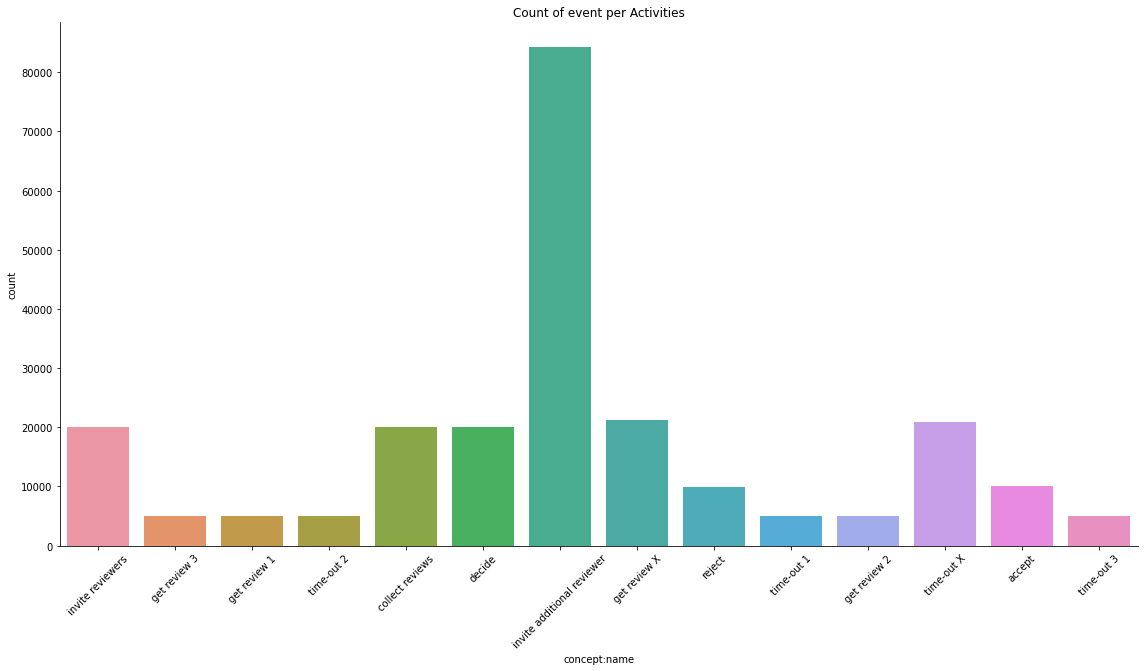 Count of event per Activities
80000
70000
60000
50000
40000
30000
20000
10000
0
count
invite reviewers
get review 3
get review 1
time-out 2
collect reviews
decide
invite additional reviewer
get review X
reject
time-out 1
get review 2
time-out X
accept
time-out 3
concept:name